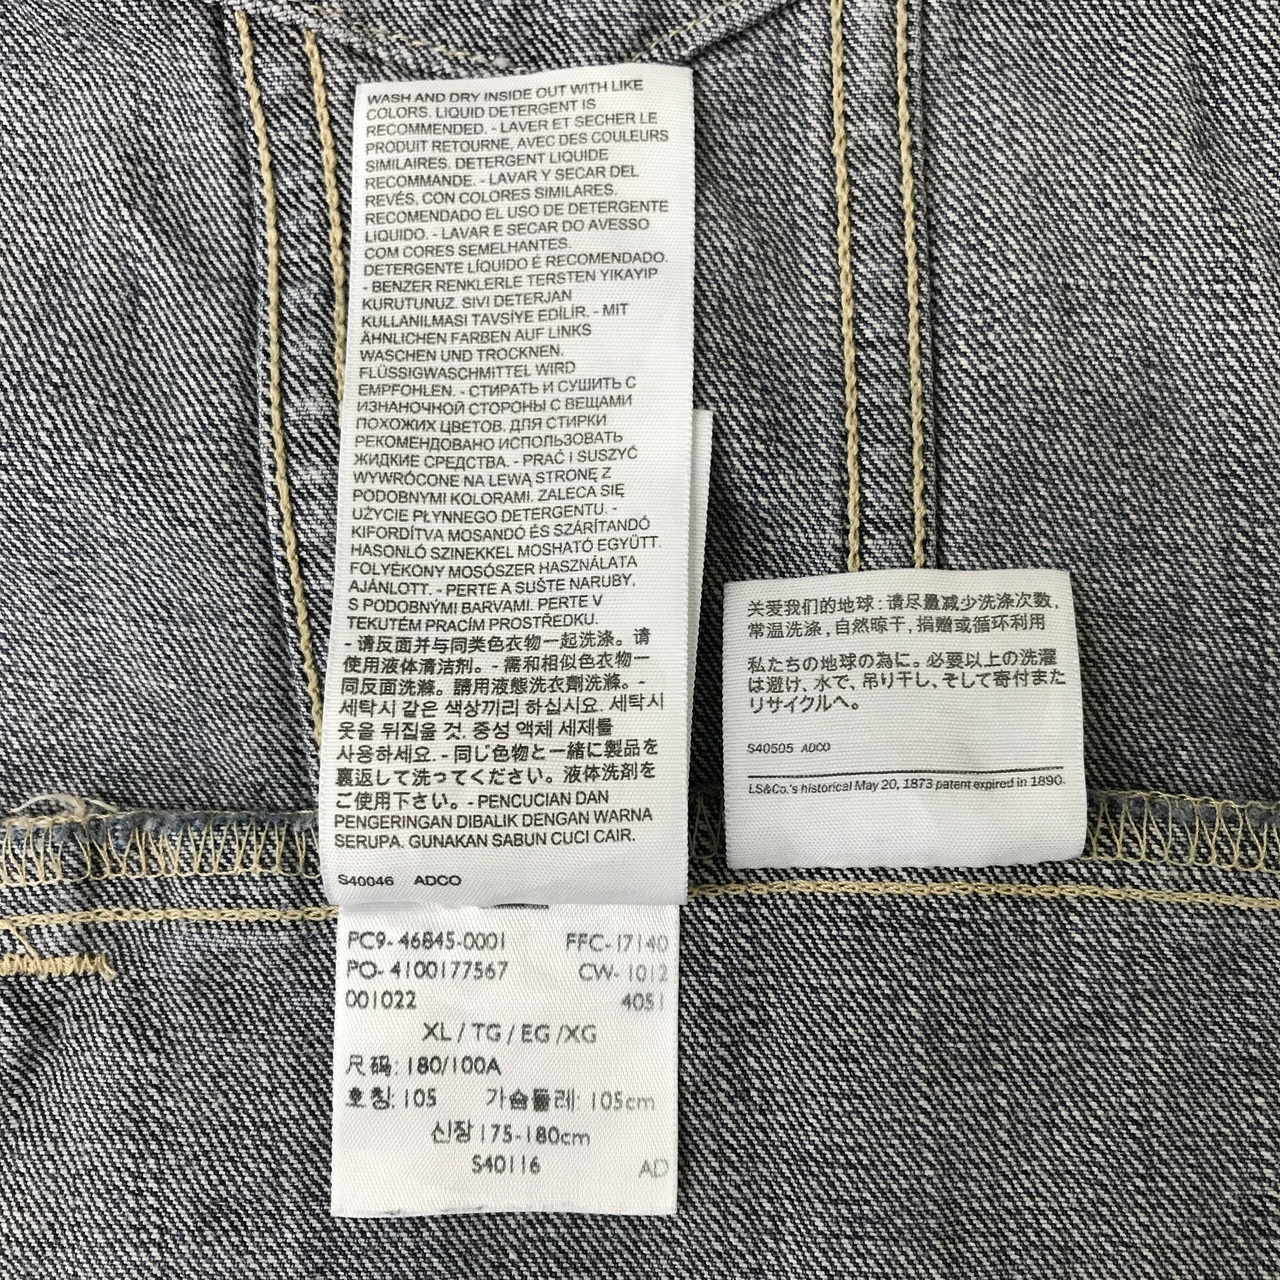 WASH AND DRY INSIDE OUT WITH LIKE
COLORS. LIQUID DETERGENT IS
RECOMMENDED. - LAVER ET SECHER LE
PRODUIT RETOURNE, AVEC DES COULEURS
SIMILAIRES. DETERGENT LIQUIDE
RECOMMANDE. - LAVAR Y SECAR DEL
REVÉS, CON COLORES SIMILARES.
RECOMENDADO EL USO DE DETERGENTE
LIQUIDO. - LAVAR E SECAR DO AVESSO
COM CORES SEMELHANTES.
DETERGENTE LÍQUIDO É RECOMENDADO.
- BENZER RENKLERLE TERSTEN YIKAYIP
KURUTUNUZ. SIVI DETERJAN
KULLANILMASI TAVSİYE EDİLİR. - MIT
ÄHNLICHEN FARBEN AUF LINKS
WASCHEN UND TROCKNEN.
FLÜSSIGWASCHMITTEL WIRD
EMPFOHLEN. - СТИРАТЬ И СУШИТЬ С
ИЗНАНОЧНОЙ СТОРОНЫ С ВЕЩАМИ
ПОХОЖИХ ЦВЕТОВ. ДЛЯ СТИРКИ
РЕКОМЕНДОВАНО ИСПОЛЬЗОВАТЬ
ЖИДКИЕ СРЕДСТВА. - PRAĆ I SUSZYĆ
WYWRÓCONE NA LEWĄ STRONĘ Z
PODOBNYMI KOLORAMI. ZALECA SIĘ
UŻYCIE PŁYNNEGO DETERGENTU. -
KIFORDÍTVA MOSANDÓ ÉS SZÁRÍTANDÓ
HASONLÓ SZINEKKEL MOSHATÓ EGYÜTT.
FOLYÉKONY MOSÓSZER HASZNÁLATA
AJÁNLOTT. - PERTE A SUŠTE NARUBY,
S PODOBNÝMI BARVAMI. PERTE V
TEKUTÉM PRACÍM PROSTŘEDKU.
- 请反面并与同类色衣物一起洗涤。请
使用液体清洁剂。- 需和相似色衣物一
同反面洗滌。請用液態洗衣劑洗滌。-
세탁시 같은 색상끼리 하십시요. 세탁시
옷을 뒤집을 것. 중성 액체 세제를
사용하세요. - 同じ色物と一緒に製品を
裏返して洗ってください。液体洗剤を
ご使用下さい。- PENCUCIAN DAN
PENGERINGAN DIBALIK DENGAN WARNA
SERUPA. GUNAKAN SABUN CUCI CAIR.
S40046 ADCO
PC9- 46845-0001 FFC-17140
PO- 4100177567 CW- 1012
001022 4051
XL / TG / EG /XG
尺码: 180/100A
호칭: 105 가슴둘레: 105cm
신장 175-180cm
S40116 AD
关爱我们的地球：请尽量减少洗涤次数，
常温洗涤，自然晾干，捐赠或循环利用
私たちの地球の為に。必要以上の洗濯
は避け、水で、吊り干し、そして寄付また
リサイクルへ。
S40505 ADCO
LS&Co.'s historical May 20, 1873 patent expired in 1890.